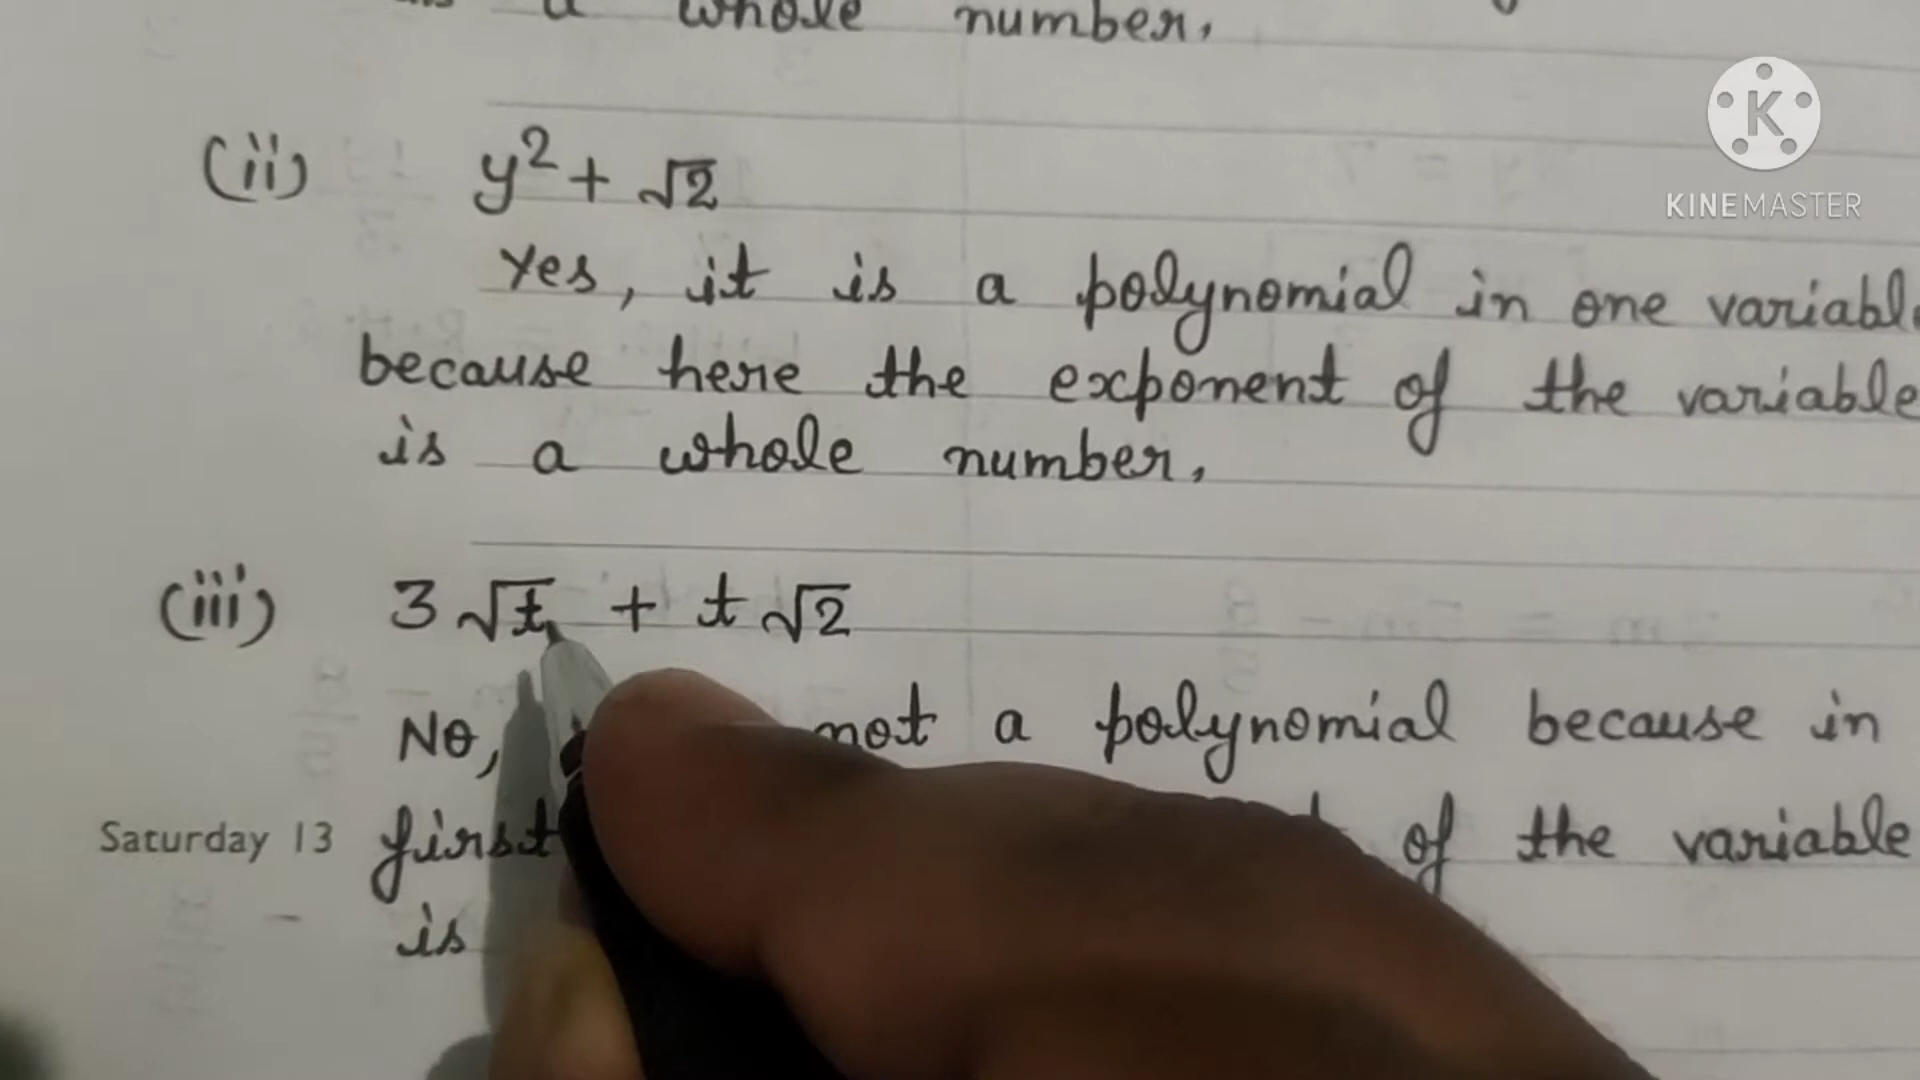 a whole number.
(ii) y² + √2
Yes, it is a polynomial in one variable
because here the exponent of the variable
is a whole number.
(iii) 3√t + t√2
No, not a polynomial because in
Saturday 13 first of the variable
is
K
KINEMASTER